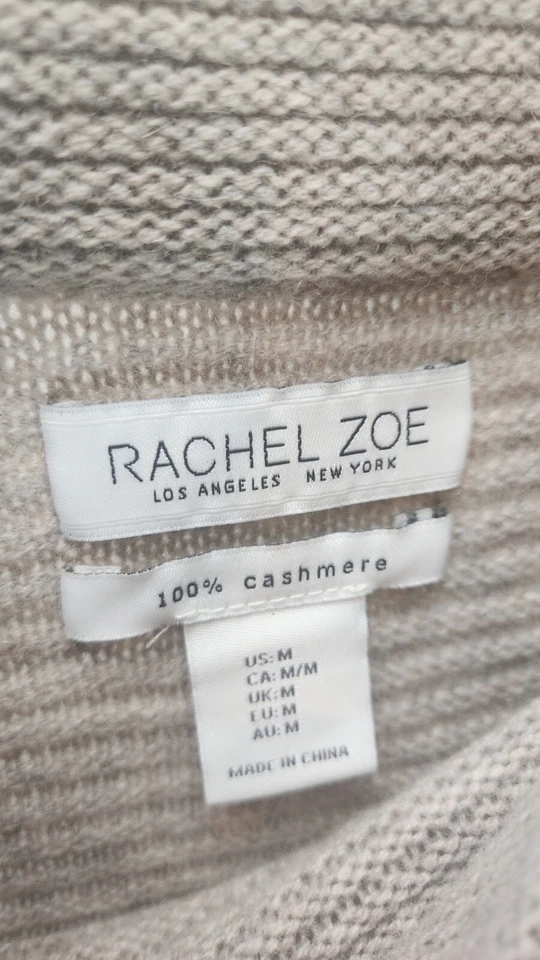 RACHEL ZOE
LOS ANGELES NEW YORK
100% cashmere
US: M
CA: M/M
UK: M
EU: M
AU: M
MADE IN CHINA